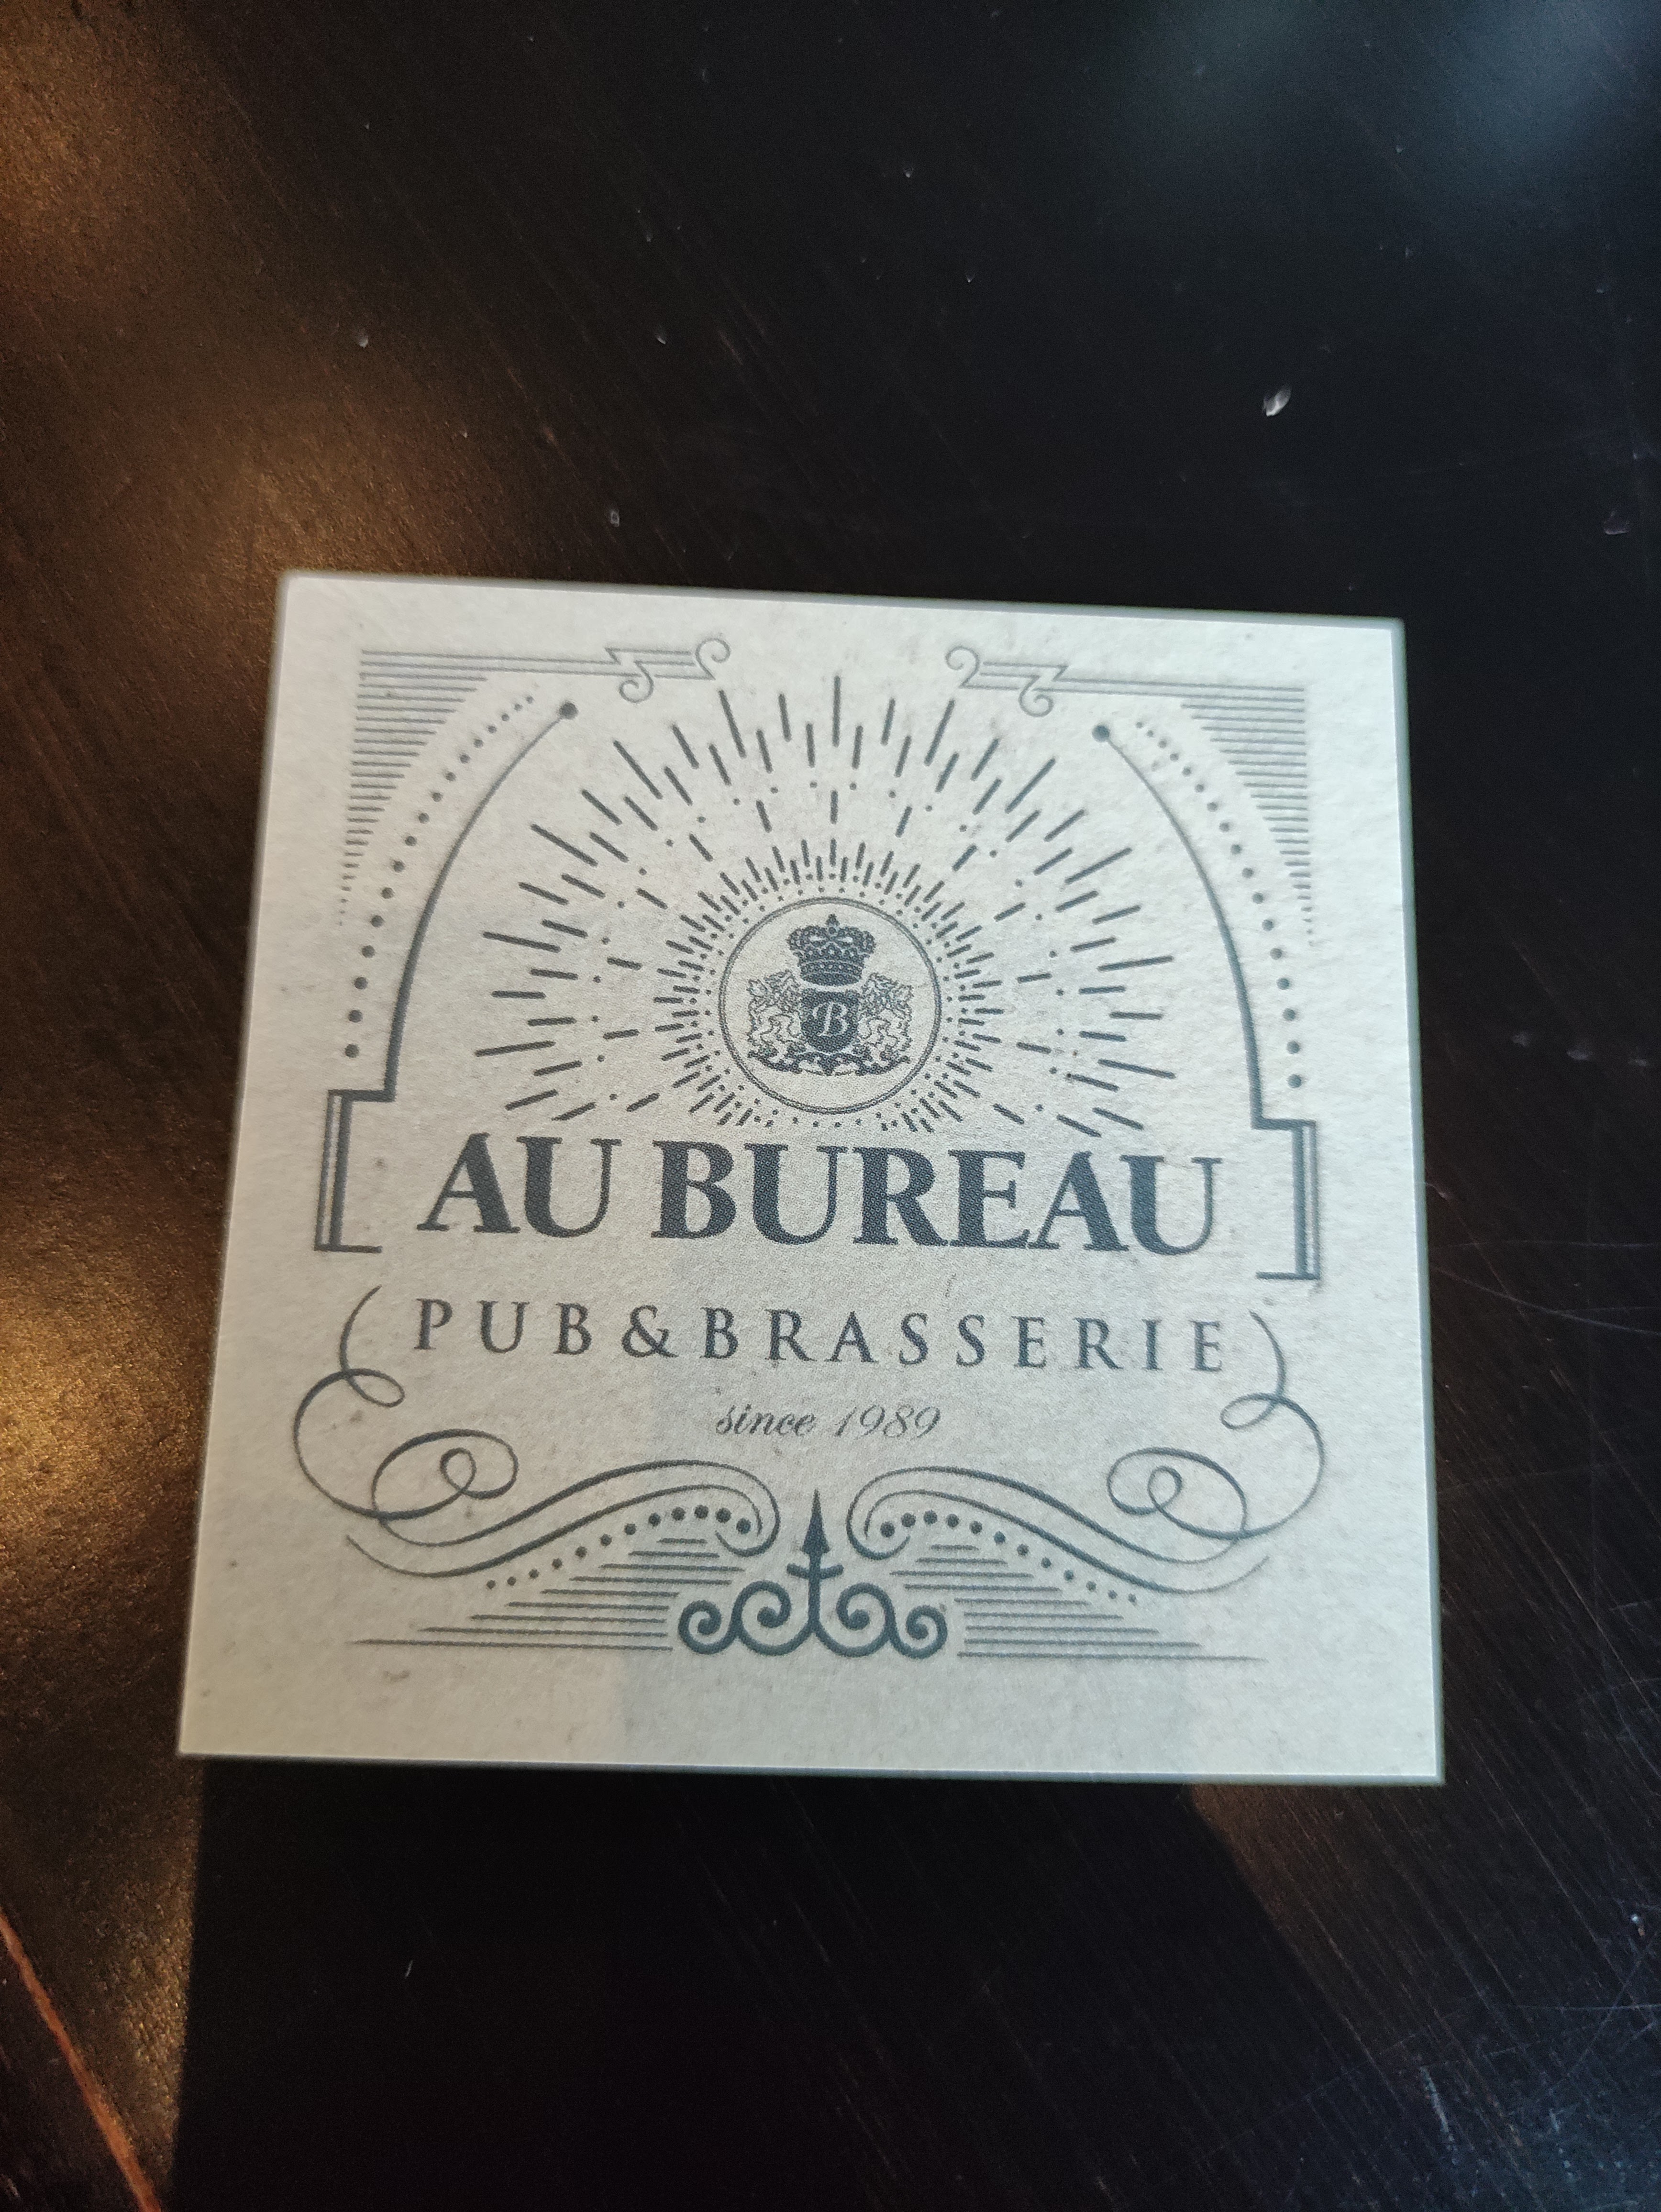 B
AU BUREAU
PUB&BRASSERIE
since 1989